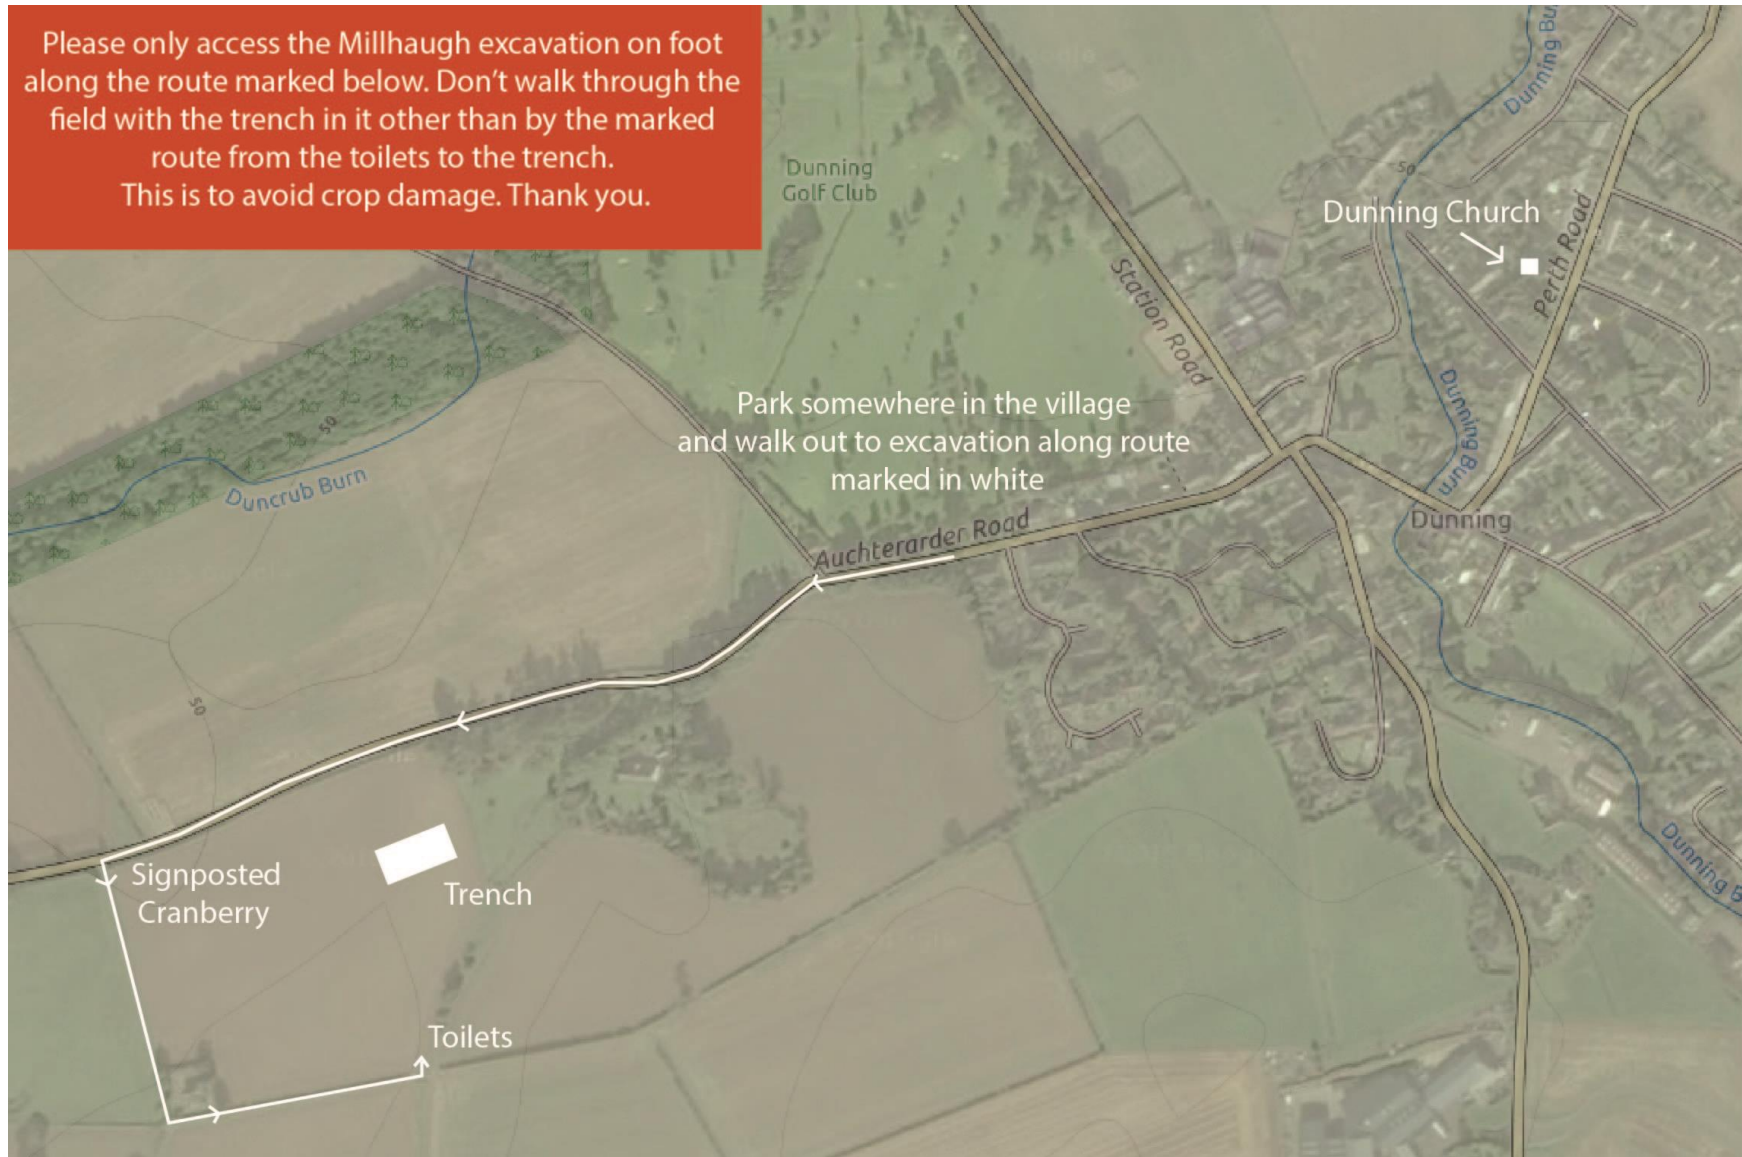 Please only access the Millhaugh excavation on foot
along the route marked below. Don't walk through the
field with the trench in it other than by the marked
route from the toilets to the trench.
This is to avoid crop damage. Thank you.
Dunning
Golf Club
Dunning Bu
50
Dunning Church
Perth Road
Station Road
Park somewhere in the village
and walk out to excavation along route
marked in white
Dunning Burn
50
Duncrub Burn
Auchterarder Road
Dunning
50
Signposted
Cranberry
Trench
Dunning B
Toilets